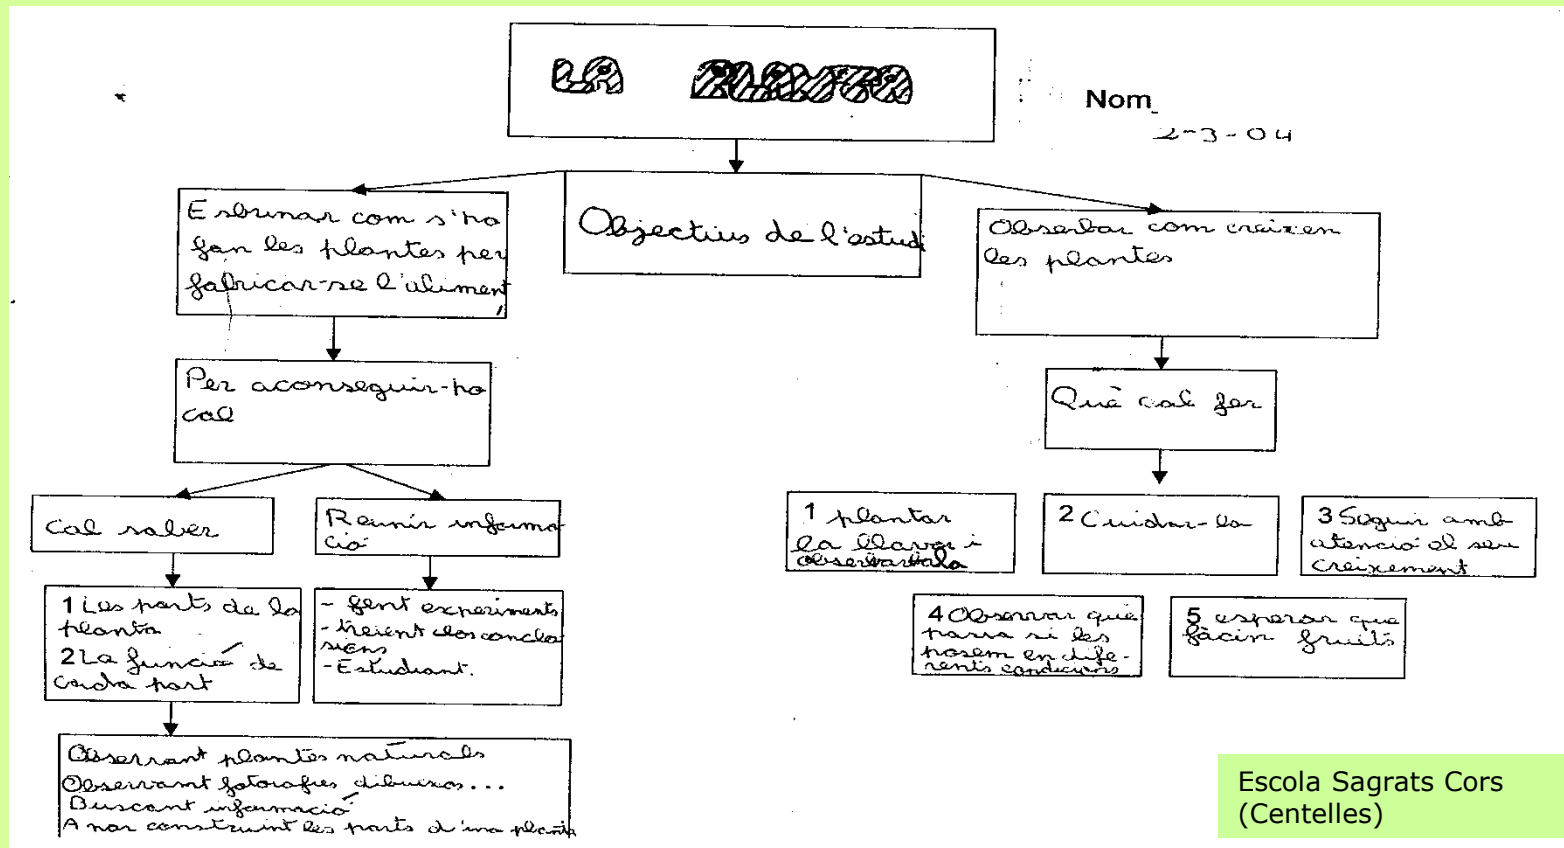 LA PLANTA
Nom
2-3-04
Objectius de l'estudi
Esbrinar com s'ho
fan les plantes per
fabricar-se l'aliment
Observar com creixen
les plantes
Per aconseguir-ho
cal
Què cal fer
Cal saber
Reunir informa
ció
1 plantar
la llavor i
2 Cuidar-la
3 Seguir amb
atenció el seu
creixement
1 Les parts de la
planta
2 La funció de
cada part
- fent experiments
- treient les conclu
sions
- Estudiant.
4 Observar què
passa si les
posem en dife-
rents condicions
5 esperar que
fàcin fruits
Observant plantes naturals
Observant fotografies dibuixos...
Buscant informació
Anar construint les parts d'una planta
Escola Sagrats Cors
(Centelles)